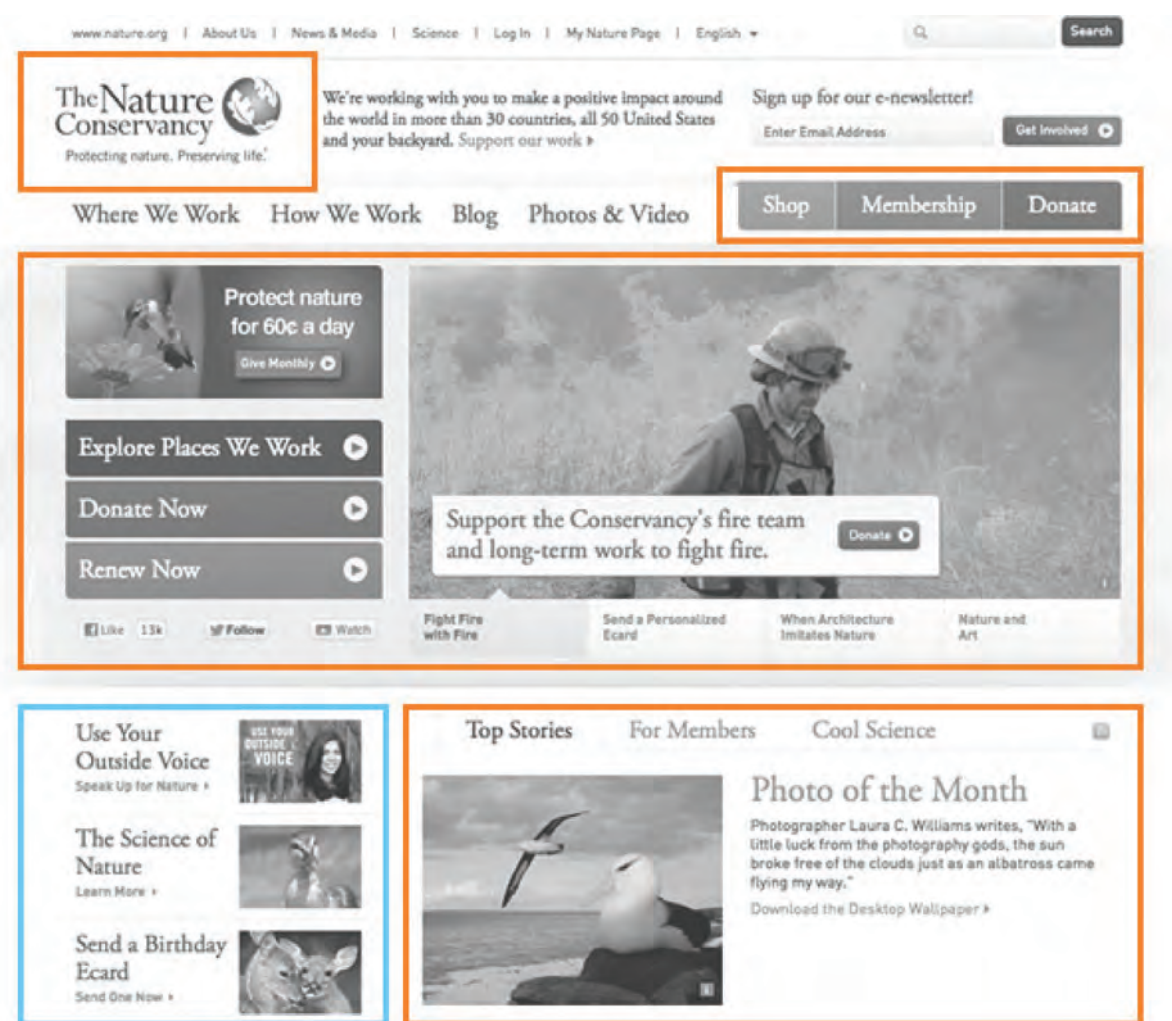 www.nature.org | About Us | News & Media | Science | Log In | My Nature Page | English
Search
The Nature
Conservancy
Protecting nature. Preserving life.
We're working with you to make a positive impact around
the world in more than 30 countries, all 50 United States
and your backyard. Support our work
Sign up for our e-newsletter!
Enter Email Address
Get Involved
Where We Work How We Work Blog Photos & Video
Shop Membership Donate
Protect nature
for 60¢ a day
Give Monthly
Explore Places We Work
Donate Now
Renew Now
Like 13k Follow Watch
Support the Conservancy's fire team
and long-term work to fight fire.
Donate
Fight Fire
with Fire
Send a Personalized
Ecard
When Architecture
Imitates Nature
Nature and
Art
Use Your
Outside Voice
Speak Up for Nature
USE YOUR
OUTSIDE
VOICE
The Science of
Nature
Learn More
Send a Birthday
Ecard
Send One Now
Top Stories For Members Cool Science
Photo of the Month
Photographer Laura C. Williams writes, "With a
little luck from the photography gods, the sun
broke free of the clouds just as an albatross came
flying my way."
Download the Desktop Wallpaper